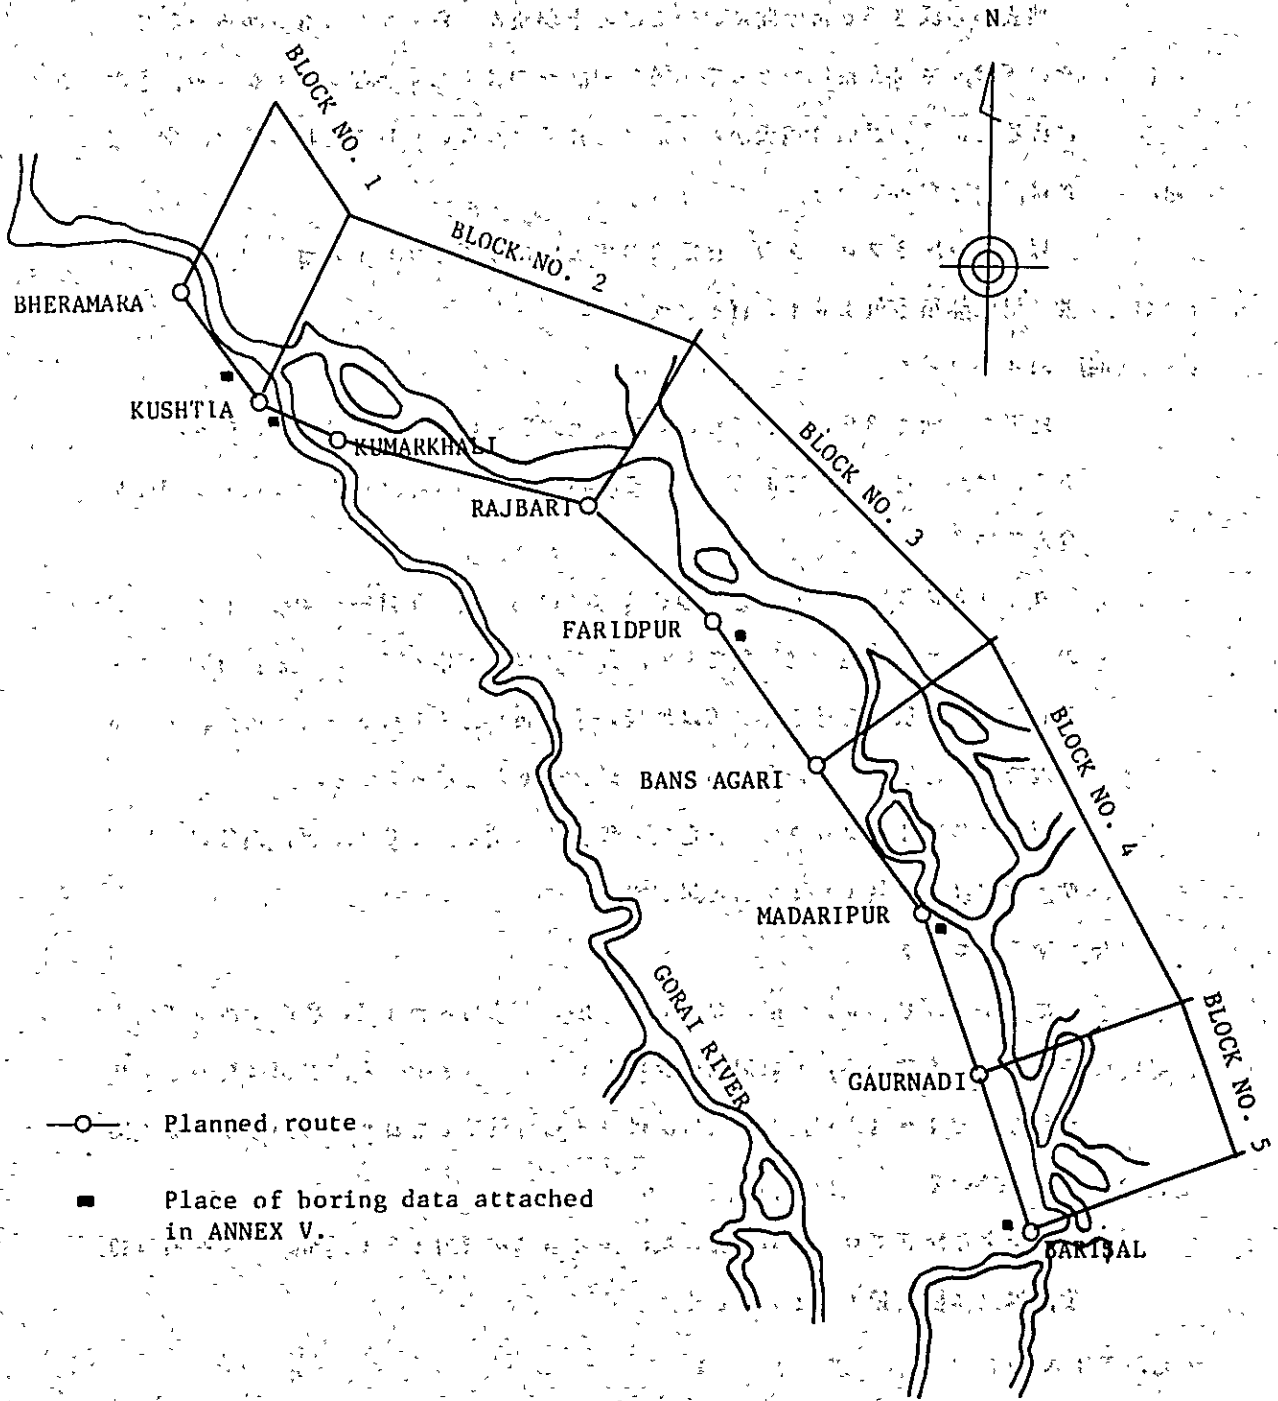 N
BLOCK NO. 1
BLOCK NO. 2
BHERAMARA
KUSHTIA
KUMARKHALI
BLOCK NO. 3
RAJBARI
FARIDPUR
BANS AGARI
BLOCK NO. 4
MADARIPUR
GORAI RIVER
BLOCK NO. 5
GAURNADI
Planned route
Place of boring data attached
in ANNEX V.
BARISAL